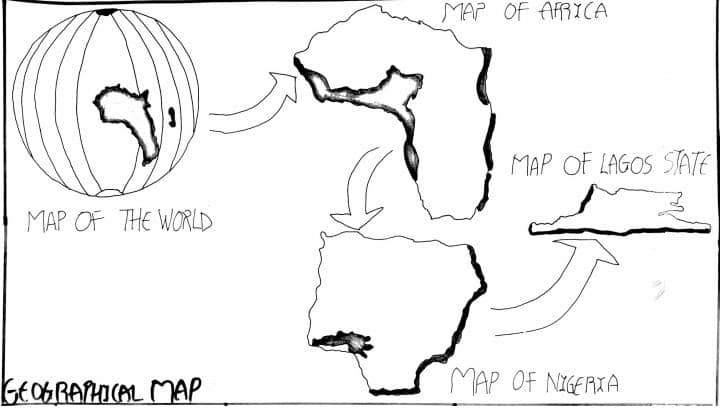 MAP OF AFRICA
MAP OF LAGOS STATE
MAP OF THE WORLD
MAP OF NIGERIA
GEOGRAPHICAL MAP